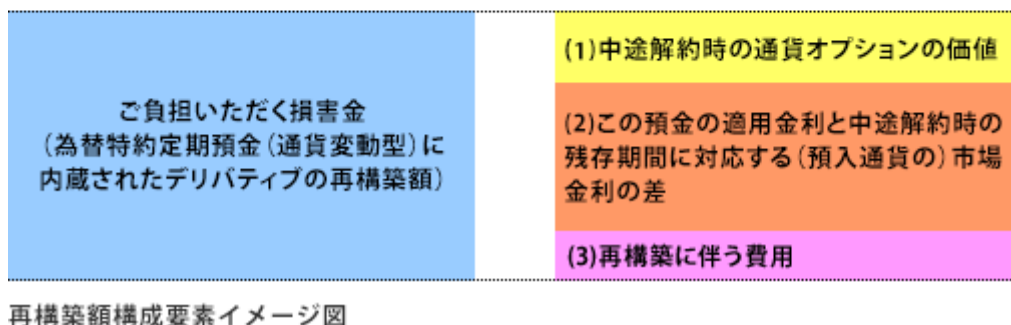 ご負担いただく損害金
（為替特約定期預金（通貨変動型）に
内蔵されたデリバティブの再構築額）
(1)中途解約時の通貨オプションの価値
(2)この預金の適用金利と中途解約時の
残存期間に対応する（預入通貨の）市場
金利の差
(3)再構築に伴う費用
再構築額構成要素イメージ図